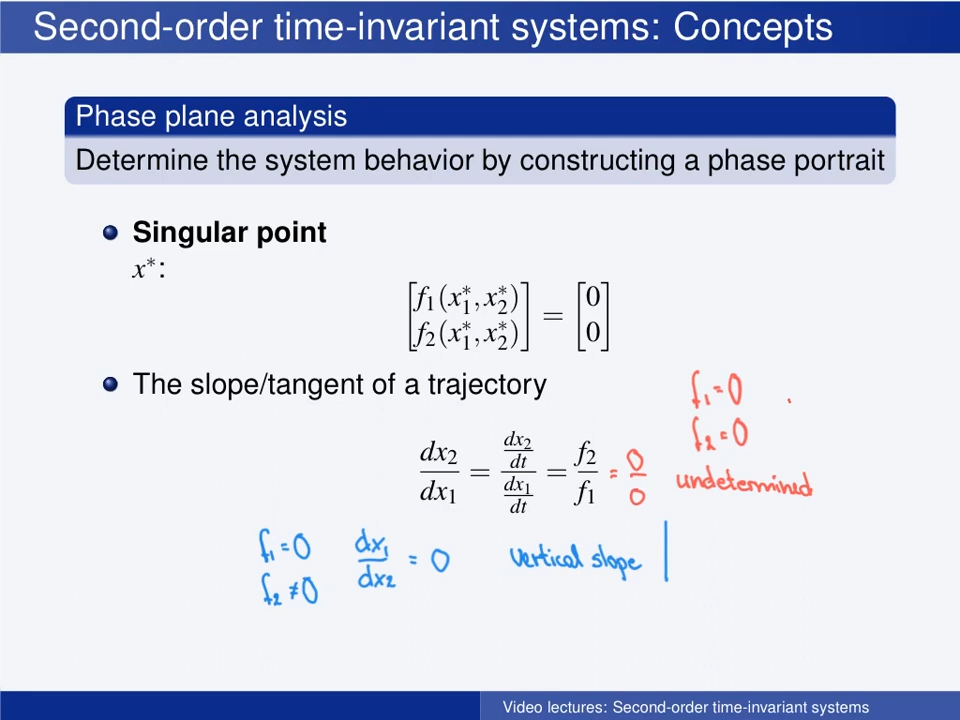 Second-order time-invariant systems: Concepts
Phase plane analysis
Determine the system behavior by constructing a phase portrait
Singular point
x*:
[f₁(x₁*, x₂*)
f₂(x₁*, x₂*)] = [0
0]
The slope/tangent of a trajectory
f₁=0
f₂=0
dx₂/dx₁ = (dx₂/dt)/(dx₁/dt) = f₂/f₁ = 0/0 undetermined
f₁=0 dx₁/dx₂ = 0 vertical slope |
f₂≠0
Video lectures: Second-order time-invariant systems